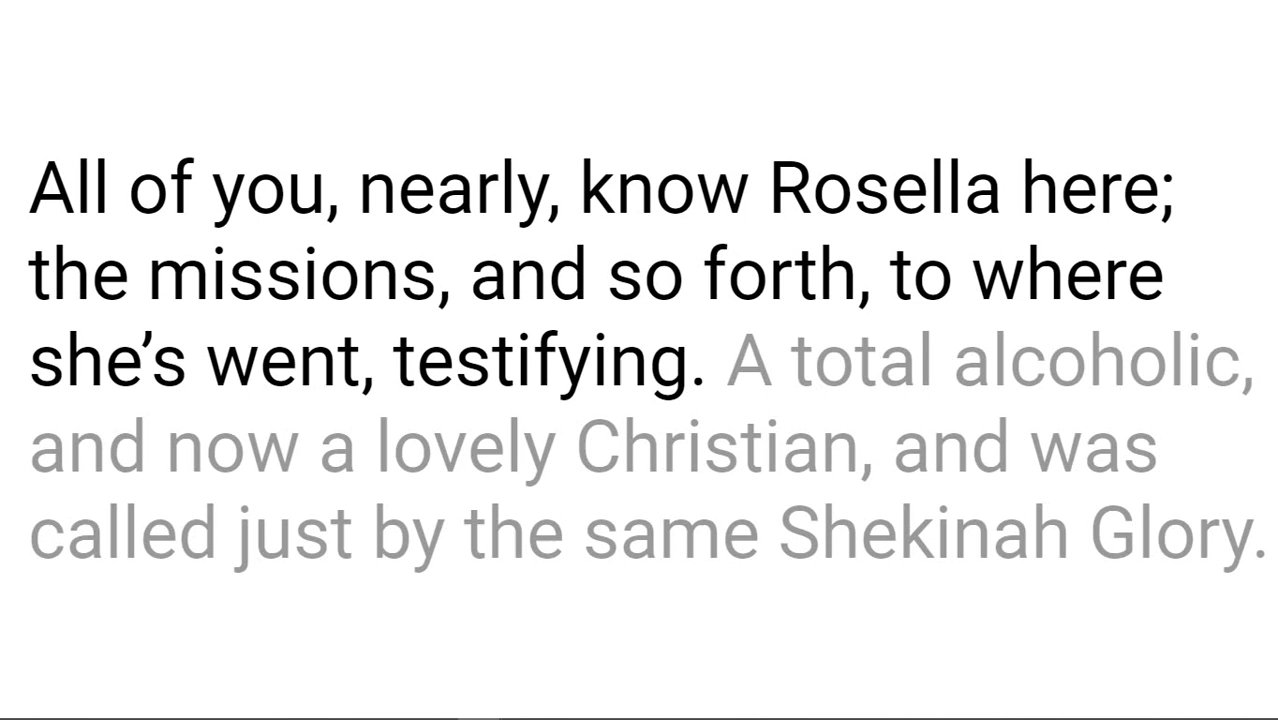 All of you, nearly, know Rosella here;
the missions, and so forth, to where
she’s went, testifying. A total alcoholic,
and now a lovely Christian, and was
called just by the same Shekinah Glory.